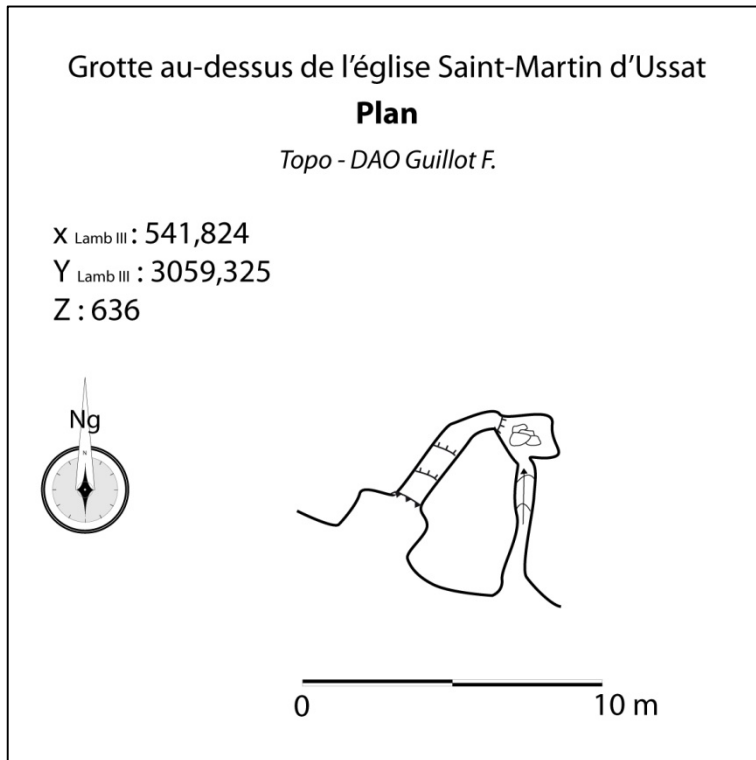 Grotte au-dessus de l’église Saint-Martin d’Ussat
Plan
Topo - DAO Guillot F.
x Lamb III : 541,824
Y Lamb III : 3059,325
Z : 636
Ng
N
0 10 m